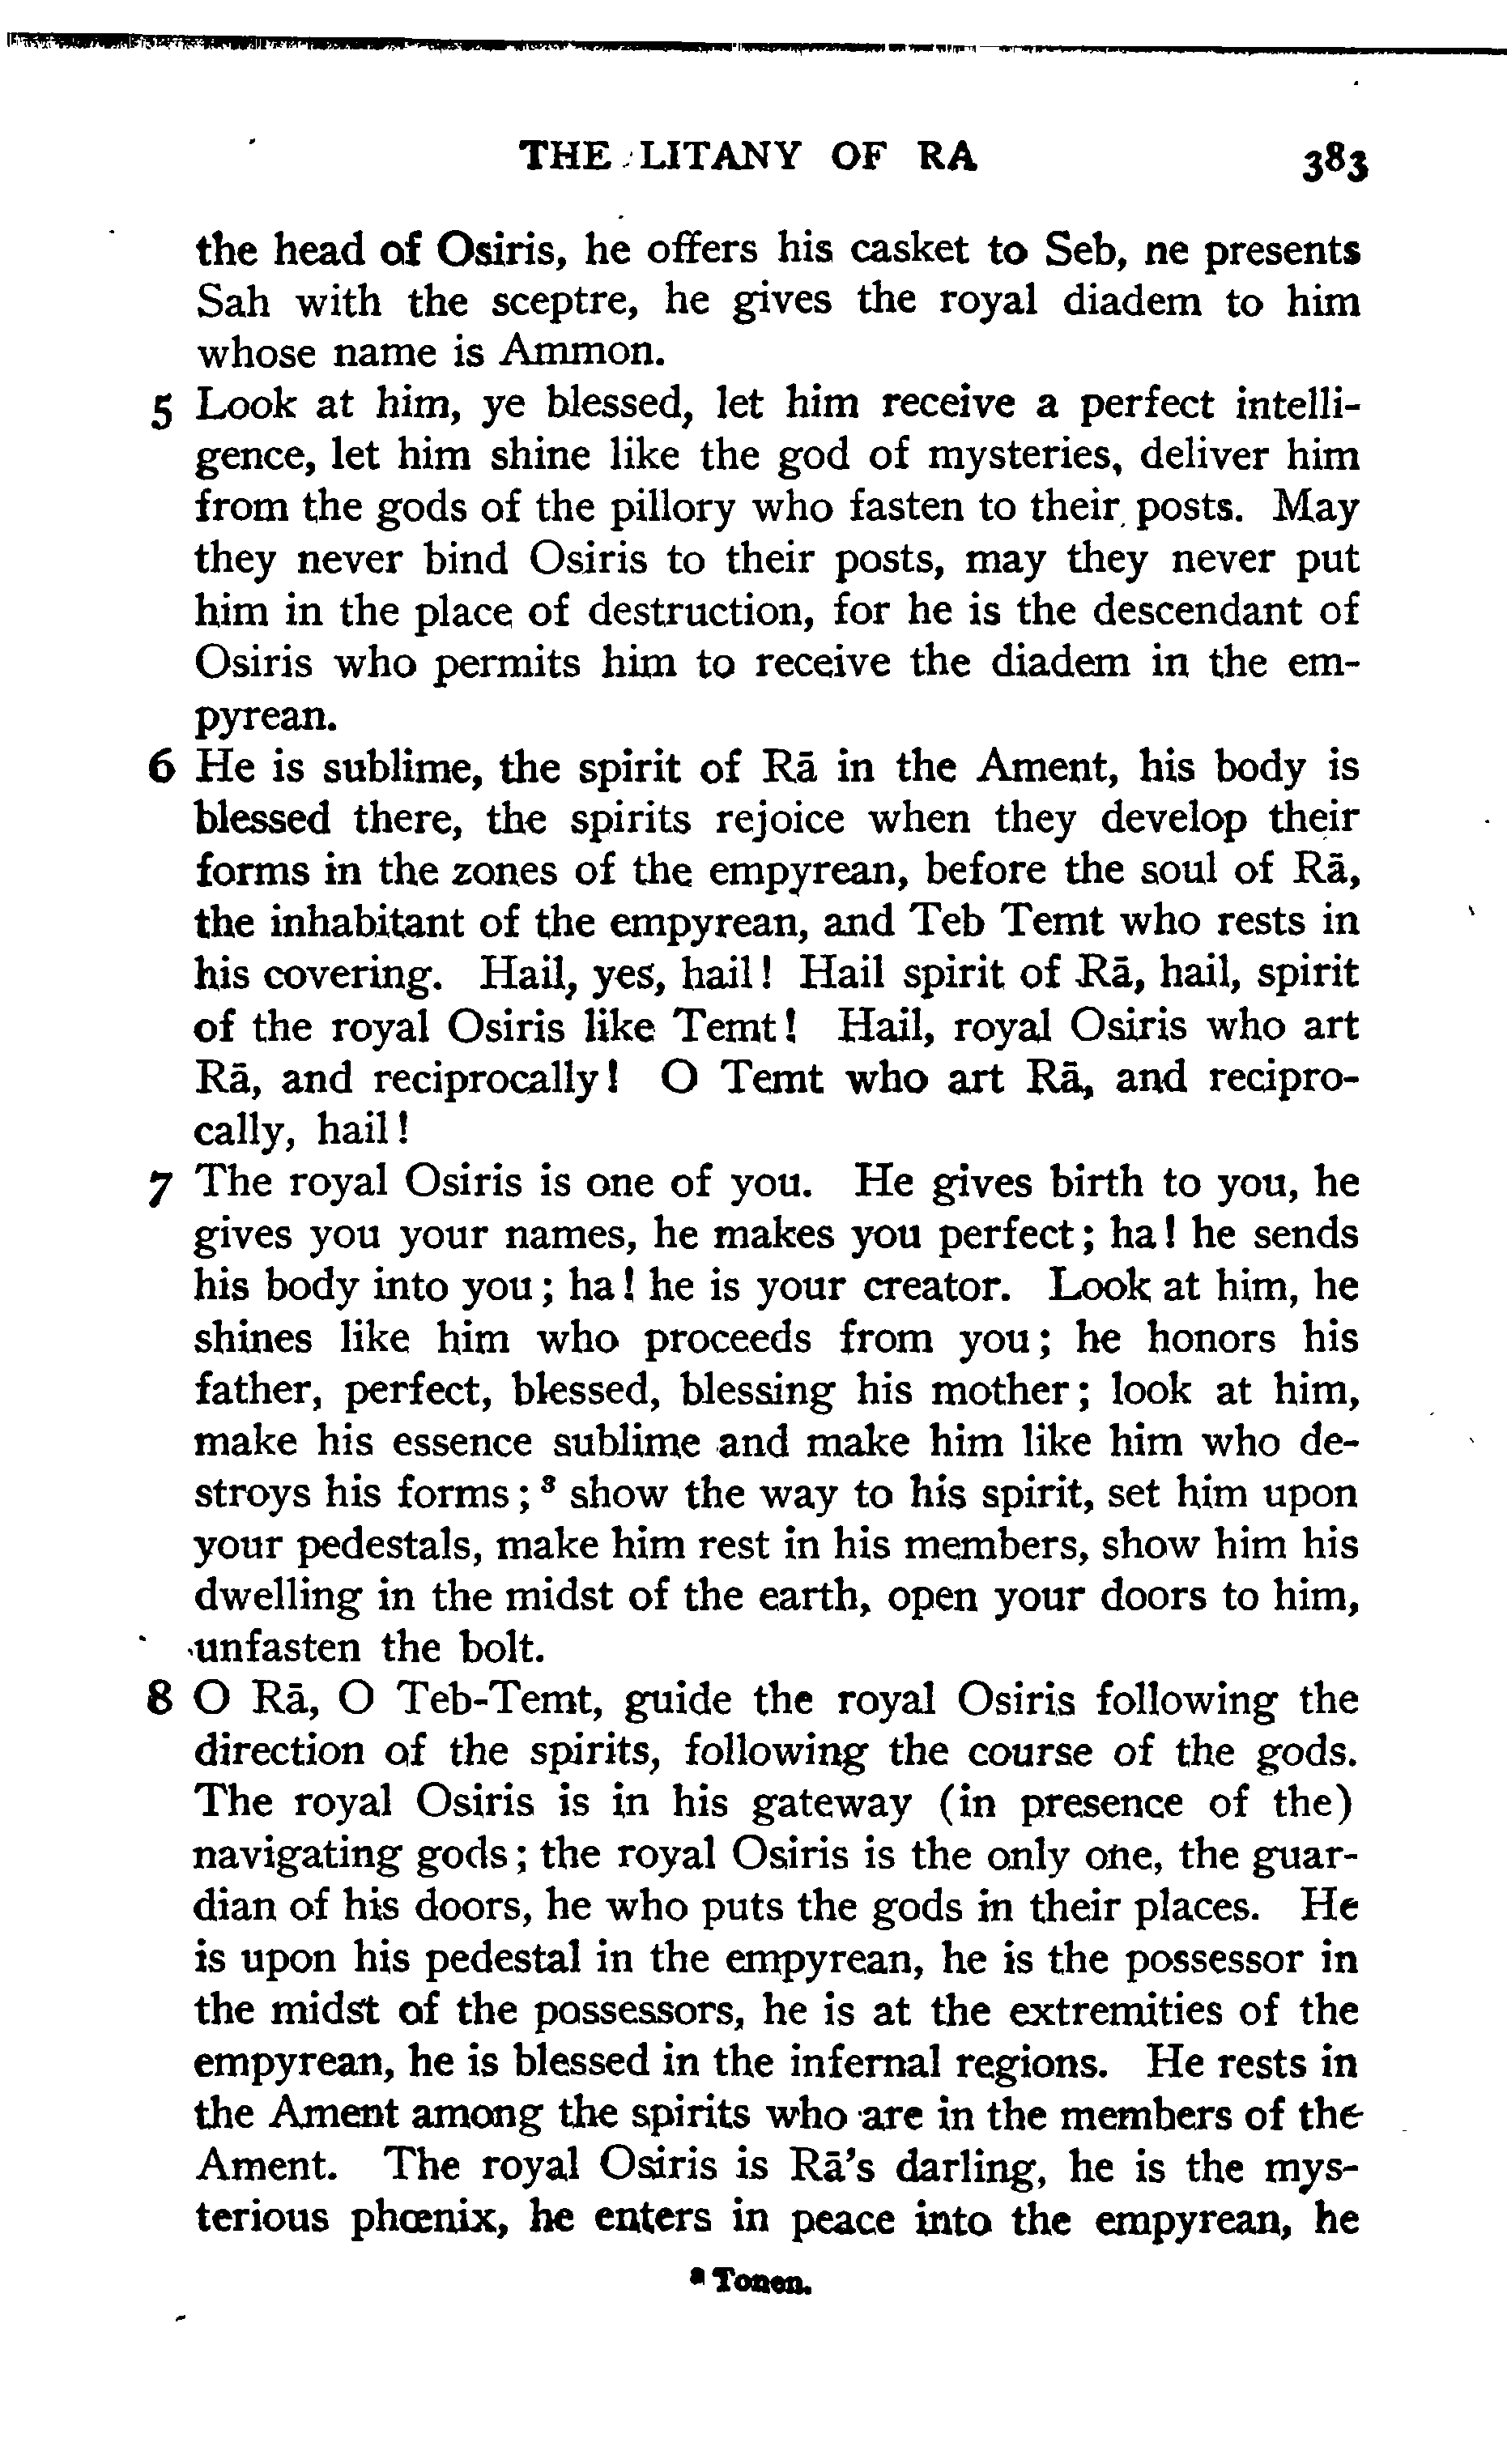 THE LITANY OF RA 383
the head of Osiris, he offers his casket to Seb, ne presents
Sah with the sceptre, he gives the royal diadem to him
whose name is Ammon.
5 Look at him, ye blessed, let him receive a perfect intelli-
gence, let him shine like the god of mysteries, deliver him
from the gods of the pillory who fasten to their posts. May
they never bind Osiris to their posts, may they never put
him in the place of destruction, for he is the descendant of
Osiris who permits him to receive the diadem in the em-
pyrean.
6 He is sublime, the spirit of Rā in the Ament, his body is
blessed there, the spirits rejoice when they develop their
forms in the zones of the empyrean, before the soul of Rā,
the inhabitant of the empyrean, and Teb Temt who rests in
his covering. Hail, yes, hail! Hail spirit of Rā, hail, spirit
of the royal Osiris like Temt! Hail, royal Osiris who art
Rā, and reciprocally! O Temt who art Rā, and recipro-
cally, hail!
7 The royal Osiris is one of you. He gives birth to you, he
gives you your names, he makes you perfect; ha! he sends
his body into you; ha! he is your creator. Look at him, he
shines like him who proceeds from you; he honors his
father, perfect, blessed, blessing his mother; look at him,
make his essence sublime and make him like him who de-
stroys his forms; ³ show the way to his spirit, set him upon
your pedestals, make him rest in his members, show him his
dwelling in the midst of the earth, open your doors to him,
unfasten the bolt.
8 O Rā, O Teb-Temt, guide the royal Osiris following the
direction of the spirits, following the course of the gods.
The royal Osiris is in his gateway (in presence of the)
navigating gods; the royal Osiris is the only one, the guar-
dian of his doors, he who puts the gods in their places. He
is upon his pedestal in the empyrean, he is the possessor in
the midst of the possessors, he is at the extremities of the
empyrean, he is blessed in the infernal regions. He rests in
the Ament among the spirits who are in the members of the
Ament. The royal Osiris is Rā's darling, he is the mys-
terious phœnix, he enters in peace into the empyrean, he
³ Tonen.